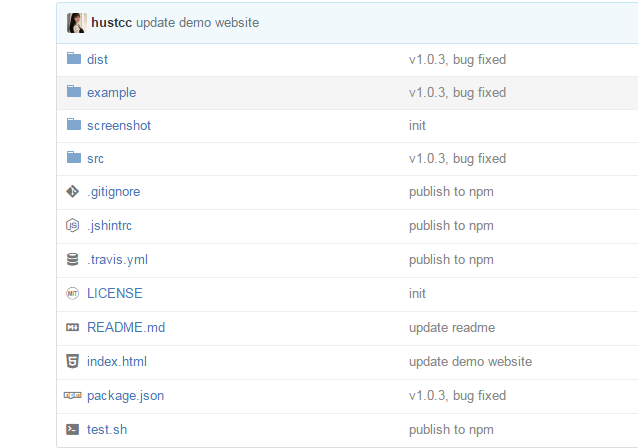 hustcc update demo website
dist v1.0.3, bug fixed
example v1.0.3, bug fixed
screenshot init
src v1.0.3, bug fixed
.gitignore publish to npm
.jshintrc publish to npm
.travis.yml publish to npm
LICENSE init
README.md update readme
index.html update demo website
package.json v1.0.3, bug fixed
test.sh publish to npm